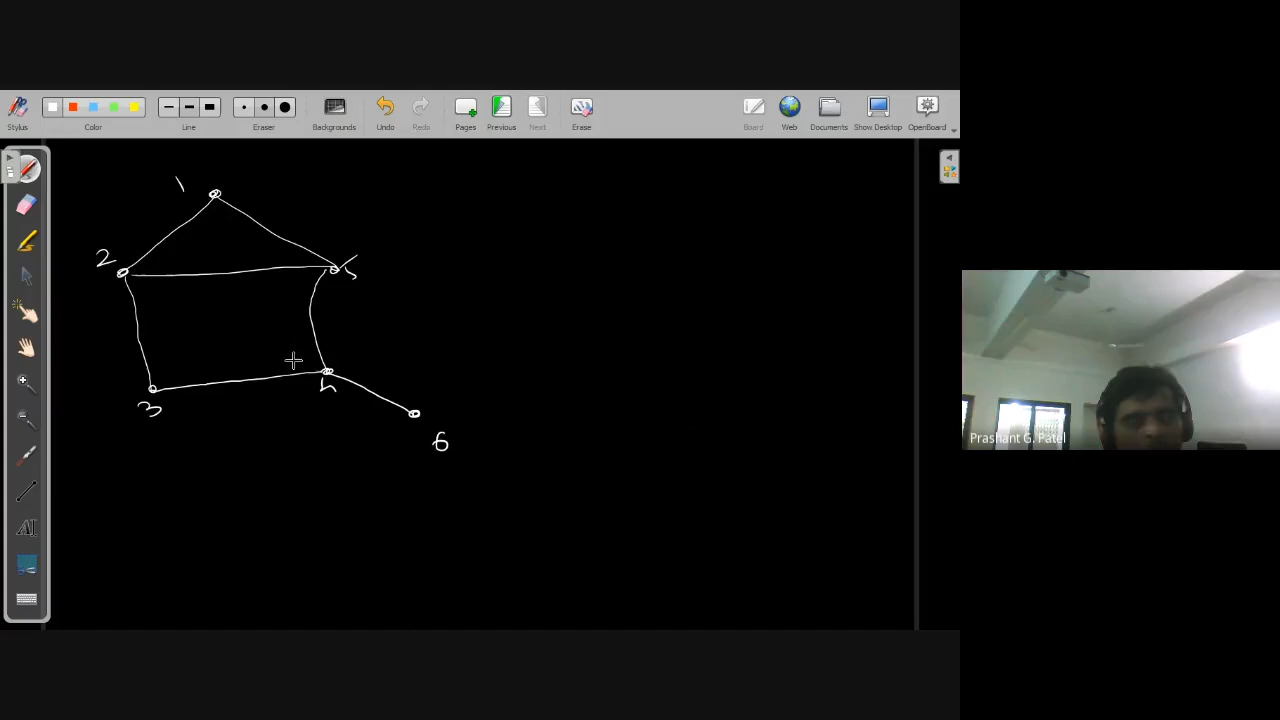 Stylus Color Line Eraser Backgrounds Undo Redo Pages Previous Next Erase Board Web Documents Show Desktop OpenBoard
1
2 5
3 4
6
Prashant G. Patel